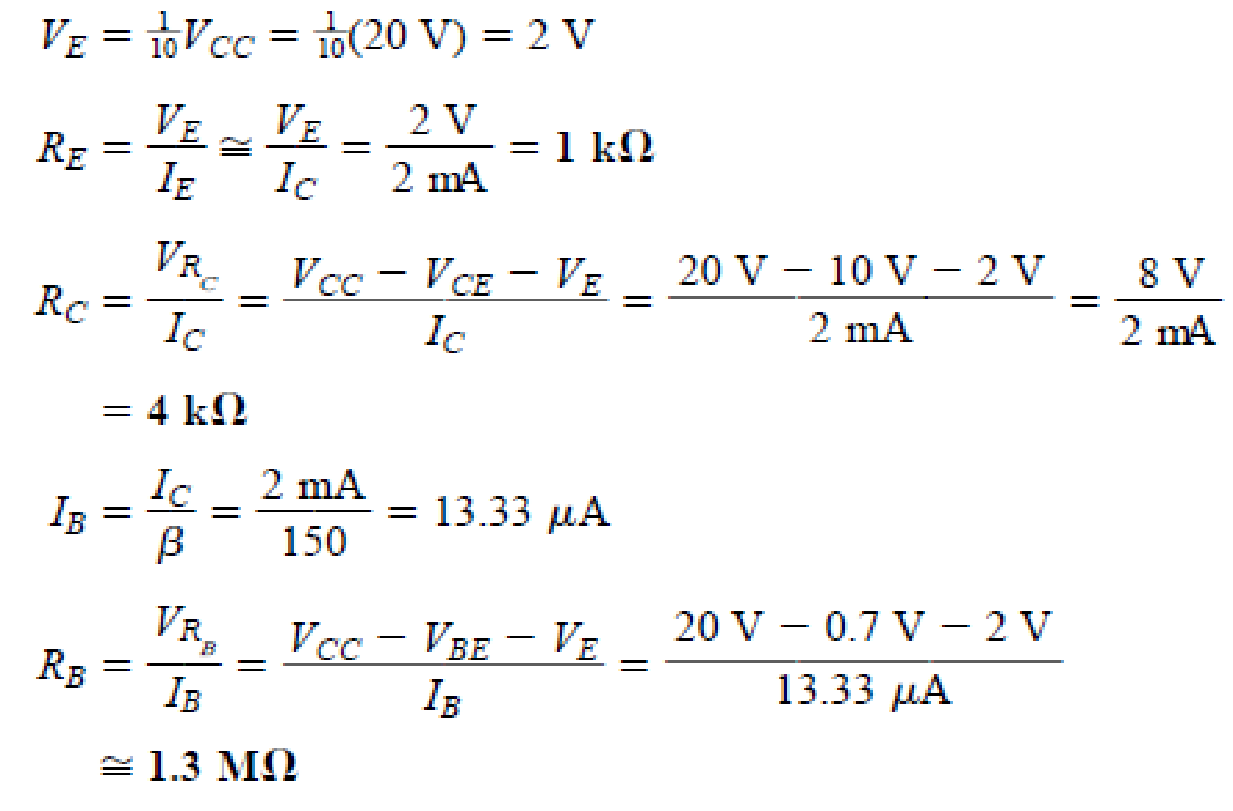 V_E = 1/10 V_CC = 1/10(20 V) = 2 V
R_E = V_E/I_E ≅ V_E/I_C = 2 V/2 mA = 1 kΩ
R_C = V_R_C/I_C = (V_CC − V_CE − V_E)/I_C = (20 V − 10 V − 2 V)/2 mA = 8 V/2 mA
= 4 kΩ
I_B = I_C/β = 2 mA/150 = 13.33 μA
R_B = V_R_B/I_B = (V_CC − V_BE − V_E)/I_B = (20 V − 0.7 V − 2 V)/13.33 μA
≅ 1.3 MΩ